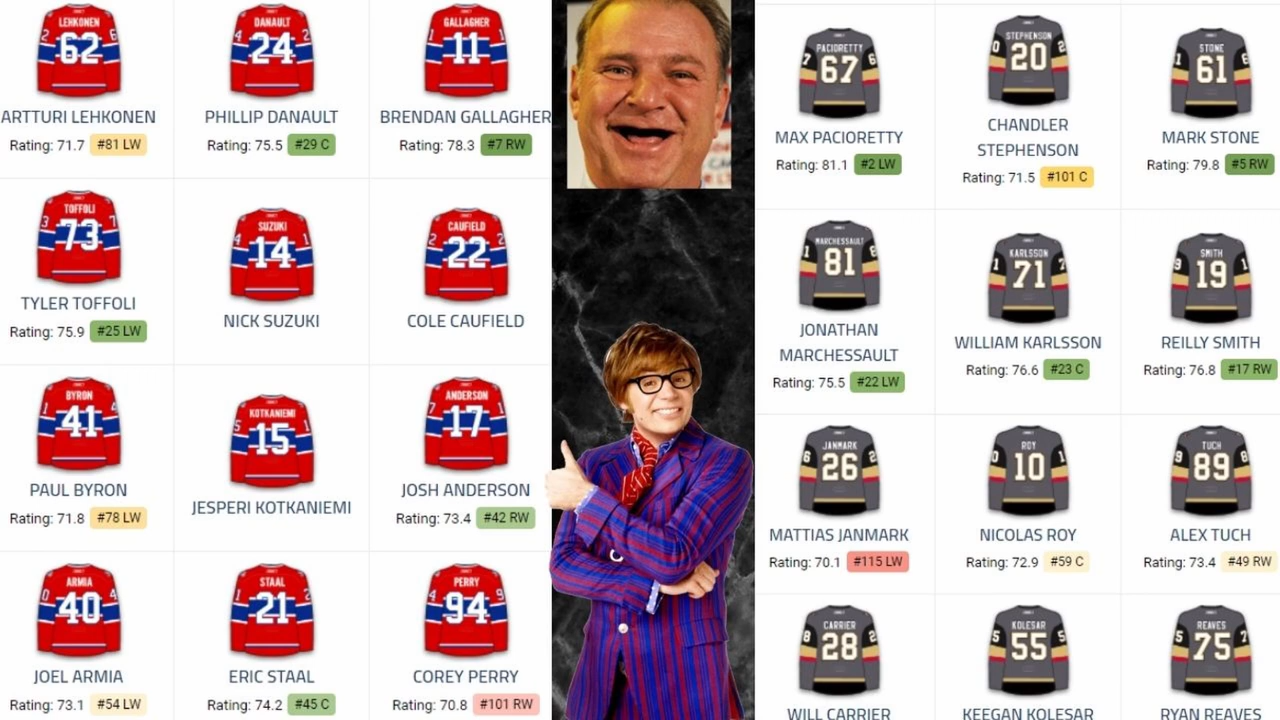 LEHKONEN
62
ARTTURI LEHKONEN
Rating: 71.7 #81 LW
DANAULT
24
PHILLIP DANAULT
Rating: 75.5 #29 C
GALLAGHER
11
BRENDAN GALLAGHER
Rating: 78.3 #7 RW
TOFFOLI
73
TYLER TOFFOLI
Rating: 75.9 #25 LW
SUZUKI
14
NICK SUZUKI
CAUFIELD
22
COLE CAUFIELD
BYRON
41
PAUL BYRON
Rating: 71.8 #78 LW
KOTKANIEMI
15
JESPERI KOTKANIEMI
ANDERSON
17
JOSH ANDERSON
Rating: 73.4 #42 RW
ARMIA
40
JOEL ARMIA
Rating: 73.1 #54 LW
STAAL
21
ERIC STAAL
Rating: 74.2 #45 C
PERRY
94
COREY PERRY
Rating: 70.8 #101 RW
PACIORETTY
67
MAX PACIORETTY
Rating: 81.1 #2 LW
STEPHENSON
20
CHANDLER
STEPHENSON
Rating: 71.5 #101 C
STONE
61
MARK STONE
Rating: 79.8 #5 RW
MARCHESSAULT
81
JONATHAN
MARCHESSAULT
Rating: 75.5 #22 LW
KARLSSON
71
WILLIAM KARLSSON
Rating: 76.6 #23 C
SMITH
19
REILLY SMITH
Rating: 76.8 #17 RW
JANMARK
26
MATTIAS JANMARK
Rating: 70.1 #115 LW
ROY
10
NICOLAS ROY
Rating: 72.9 #59 C
TUCH
89
ALEX TUCH
Rating: 73.4 #49 RW
CARRIER
28
WILL CARRIER
KOLESAR
55
KEEGAN KOLESAR
REAVES
75
RYAN REAVES